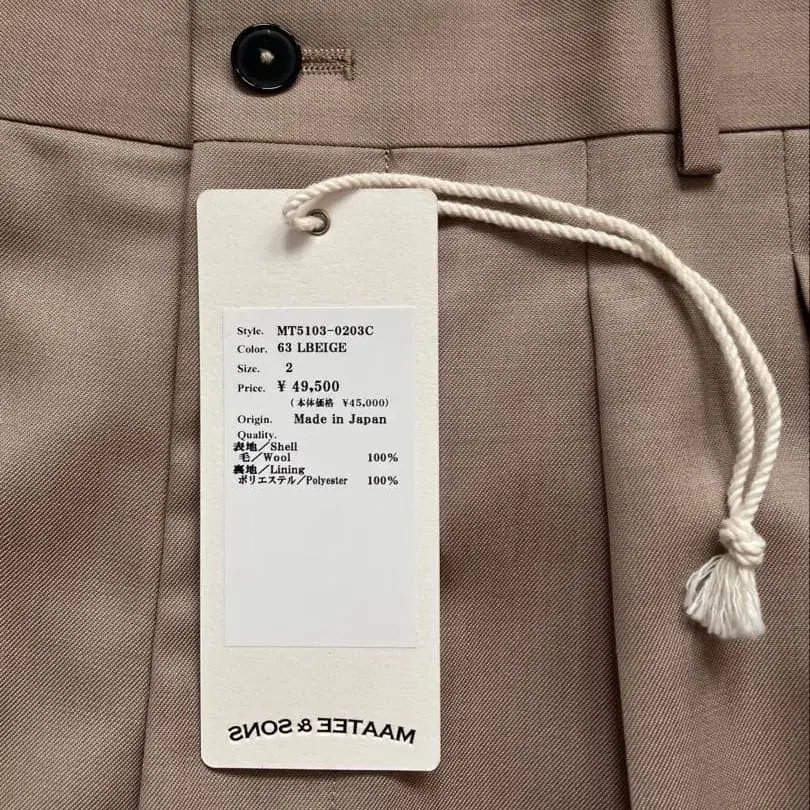 Style. MT5103-0203C
Color. 63 LBEIGE
Size. 2
Price. ¥ 49,500
(本体価格 ¥45,000)
Origin. Made in Japan
Quality.
表地/Shell
毛/Wool 100%
裏地/Lining
ポリエステル/Polyester 100%
MAATEE & SONS